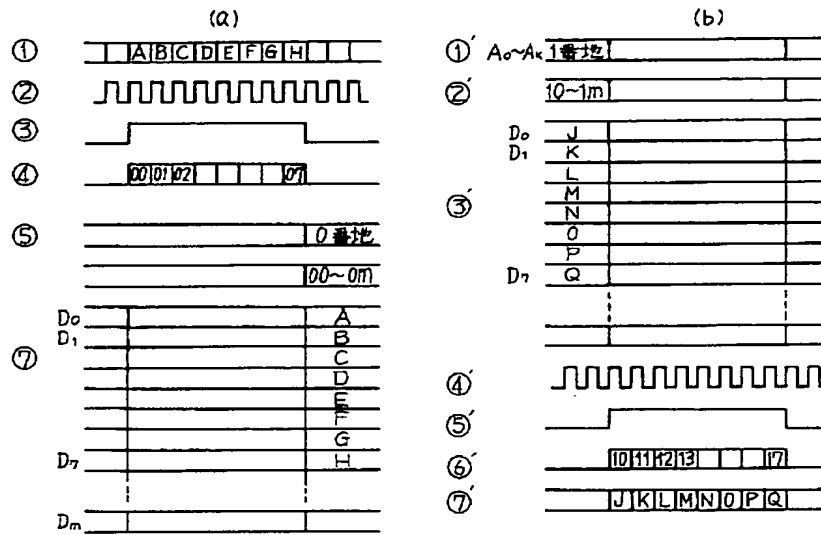 (a)
① A B C D E F G H
②
③
④ 00 01 02 07
⑤ 0番地
00~0m
⑦
D0 A
D1 B
C
D
E
F
G
D7 H
Dm
(b)
①' A0~Ak 1番地
②' 10~1m
③'
D0 J
D1 K
L
M
N
O
P
D7 Q
④'
⑤'
⑥' 10 11 12 13 17
⑦' J K L M N O P Q